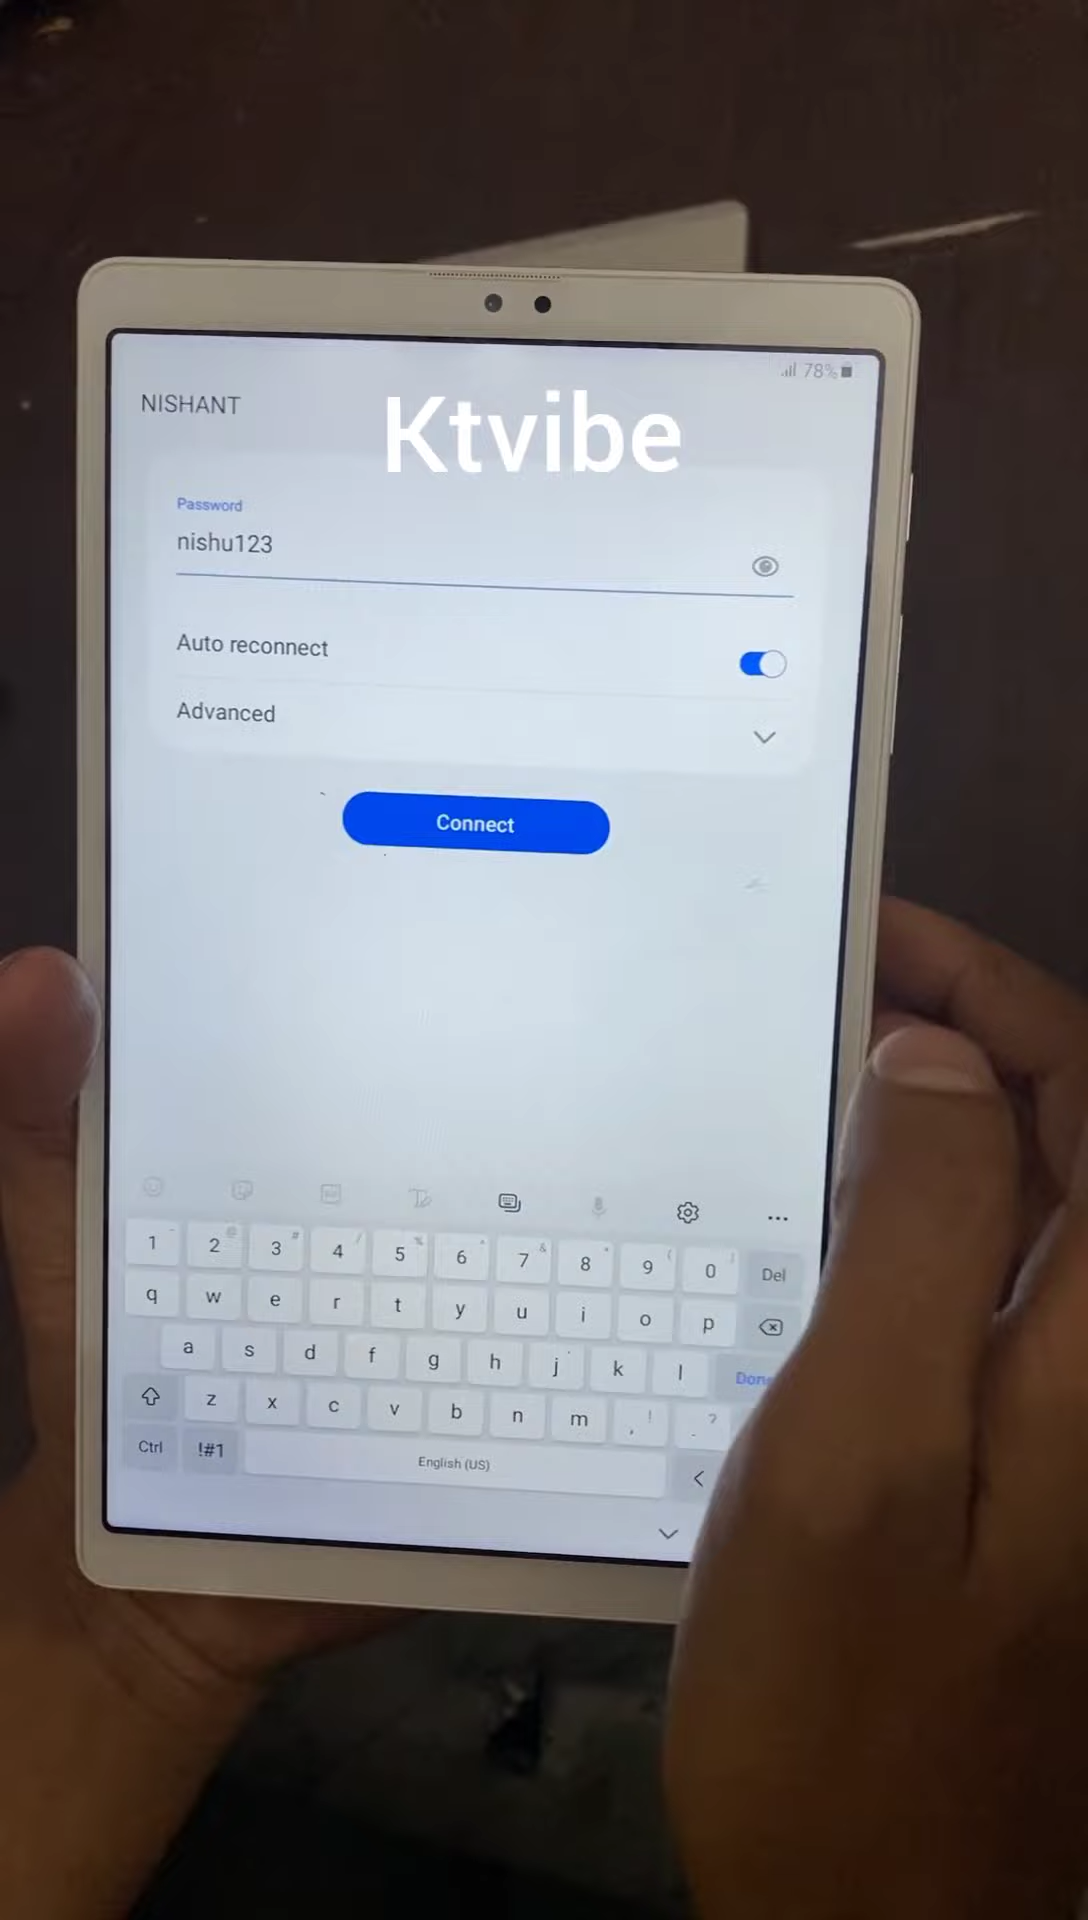 78%
NISHANT
Ktvibe
Password
nishu123
Auto reconnect
Advanced
Connect
1 2 3 4 5 6 7 8 9 0 Del
q w e r t y u i o p
a s d f g h j k l Done
z x c v b n m , ! . ?
Ctrl !#1 English (US) <